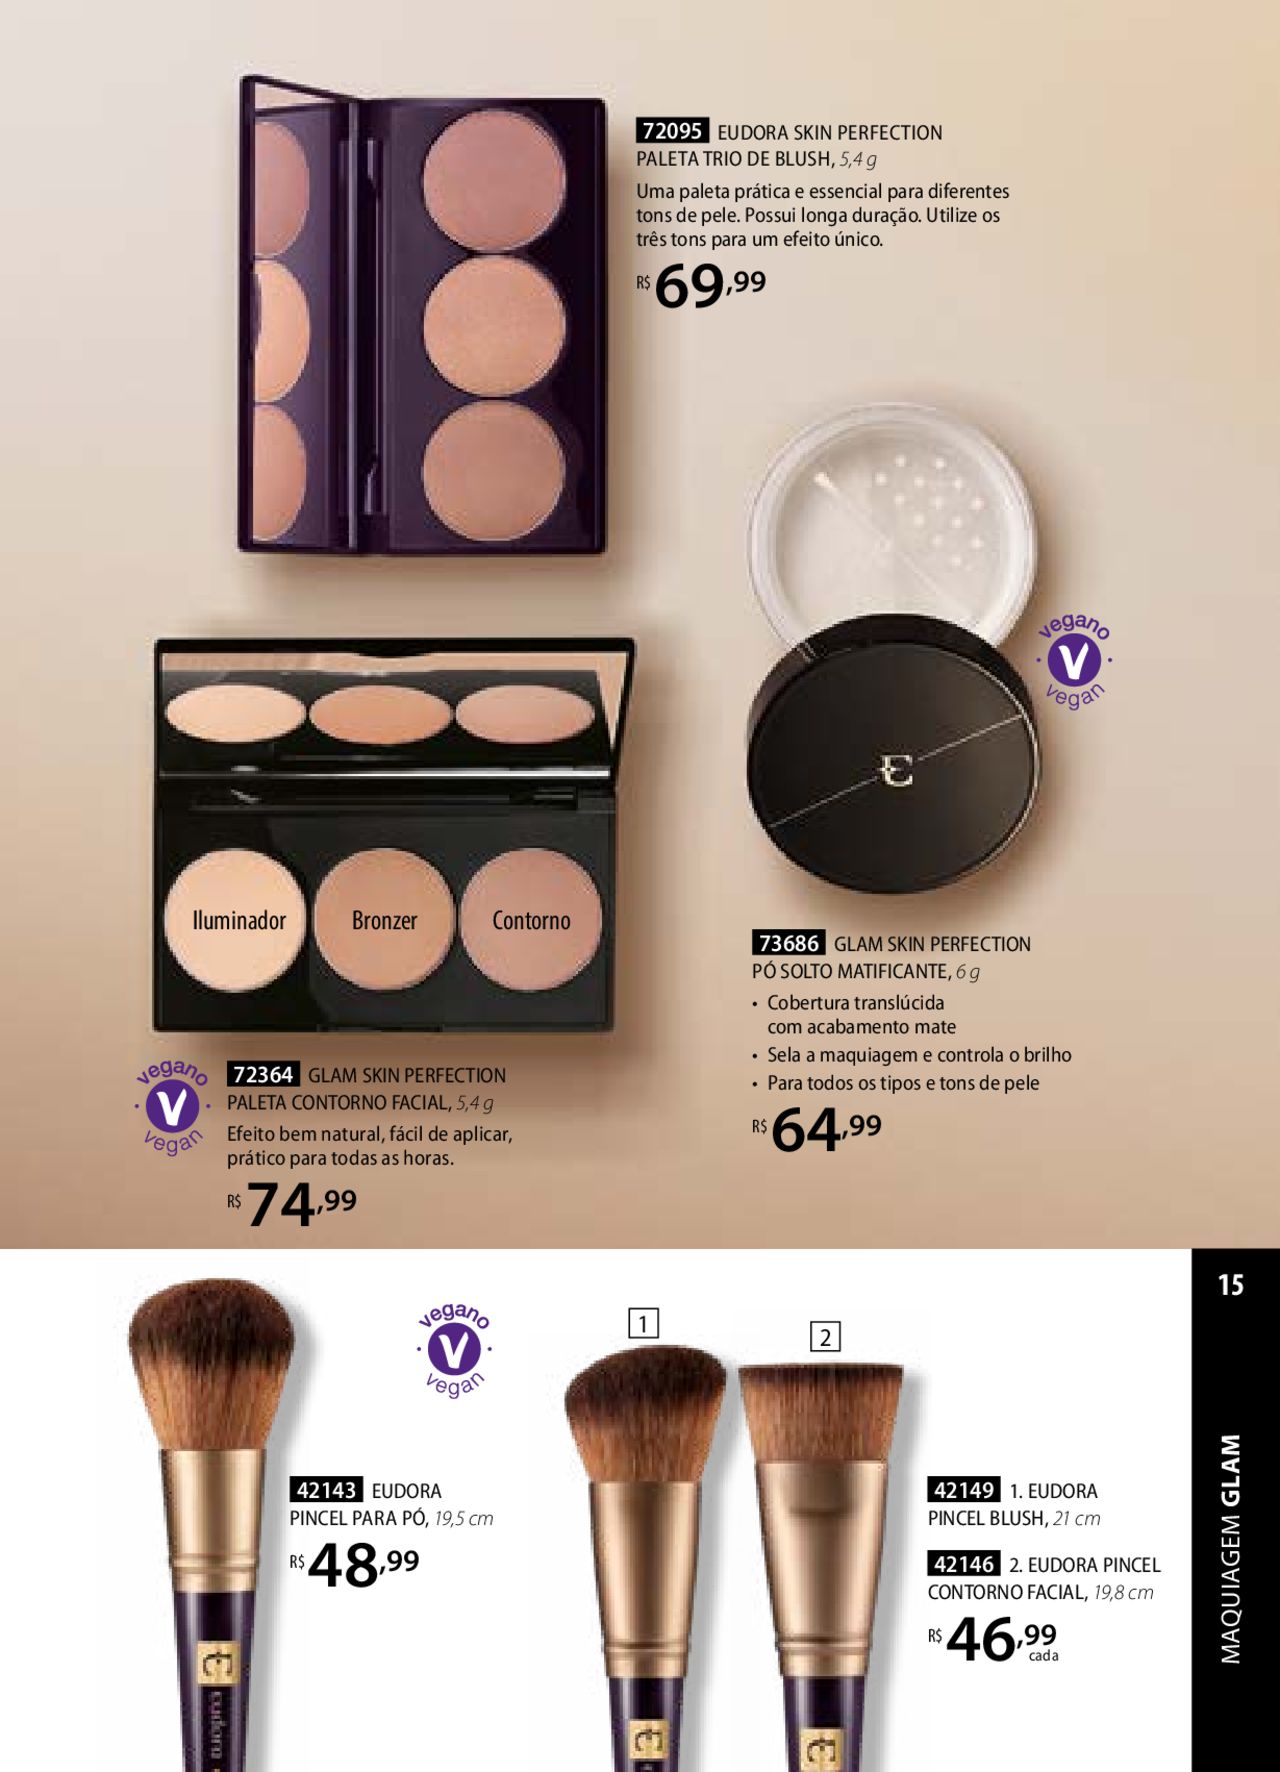 72095 EUDORA SKIN PERFECTION
PALETA TRIO DE BLUSH, 5,4 g
Uma paleta prática e essencial para diferentes
tons de pele. Possui longa duração. Utilize os
três tons para um efeito único.
R$ 69,99
vegano
V
vegan
E
Iluminador
Bronzer
Contorno
73686 GLAM SKIN PERFECTION
PÓ SOLTO MATIFICANTE, 6 g
• Cobertura translúcida
com acabamento mate
• Sela a maquiagem e controla o brilho
• Para todos os tipos e tons de pele
R$ 64,99
vegano
V
vegan
72364 GLAM SKIN PERFECTION
PALETA CONTORNO FACIAL, 5,4 g
Efeito bem natural, fácil de aplicar,
prático para todas as horas.
R$ 74,99
15
MAQUIAGEM GLAM
vegano
V
vegan
1
2
42143 EUDORA
PINCEL PARA PÓ, 19,5 cm
R$ 48,99
42149 1. EUDORA
PINCEL BLUSH, 21 cm
42146 2. EUDORA PINCEL
CONTORNO FACIAL, 19,8 cm
R$ 46,99
cada
E
eudora
E
E